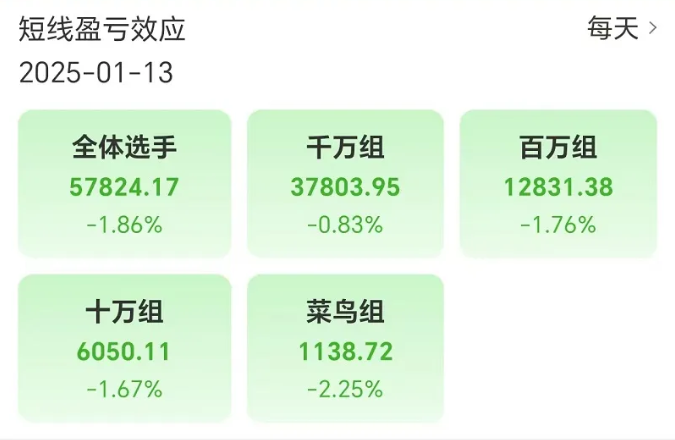 短线盈亏效应
每天 >
2025-01-13
全体选手
57824.17
-1.86%
千万组
37803.95
-0.83%
百万组
12831.38
-1.76%
十万组
6050.11
-1.67%
菜鸟组
1138.72
-2.25%